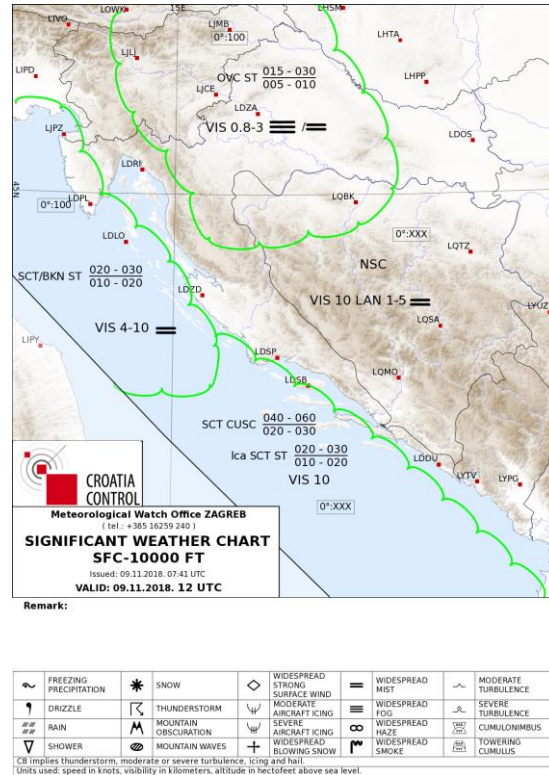 LOWK
15E
LHSM
LJVO
LJMB
0°:100
LHTA
LJLJ
LIPD
OVC ST 015 - 030
005 - 010
LHPP
LJCE
LDZA
VIS 0.8-3 /
LJPZ
LDOS
LDRI
45N
LDPL
0°:100
LQBK
0°:XXX
LDLO
LQTZ
NSC
SCT/BKN ST 020 - 030
010 - 020
LDZD
VIS 10 LAN 1-5
LYUZ
LQSA
VIS 4-10
LIPY
LDSP
LQMO
LDSB
SCT CUSC 040 - 060
020 - 030
lca SCT ST 020 - 030
010 - 020
LDDU
VIS 10
LYTV
LYPG
0°:XXX
CROATIA
CONTROL
Meteorological Watch Office ZAGREB
( tel.: +385 16259 240 )
SIGNIFICANT WEATHER CHART
SFC-10000 FT
Issued: 09.11.2018. 07:41 UTC
VALID: 09.11.2018. 12 UTC
Remark:
FREEZING PRECIPITATION
SNOW
WIDESPREAD STRONG SURFACE WIND
WIDESPREAD MIST
MODERATE TURBULENCE
DRIZZLE
THUNDERSTORM
MODERATE AIRCRAFT ICING
WIDESPREAD FOG
SEVERE TURBULENCE
RAIN
MOUNTAIN OBSCURATION
SEVERE AIRCRAFT ICING
WIDESPREAD HAZE
CUMULONIMBUS
SHOWER
MOUNTAIN WAVES
WIDESPREAD BLOWING SNOW
WIDESPREAD SMOKE
TOWERING CUMULUS
CB implies thunderstorm, moderate or severe turbulence, icing and hail.
Units used: speed in knots, visibility in kilometers, altitude in hectofeet above sea level.